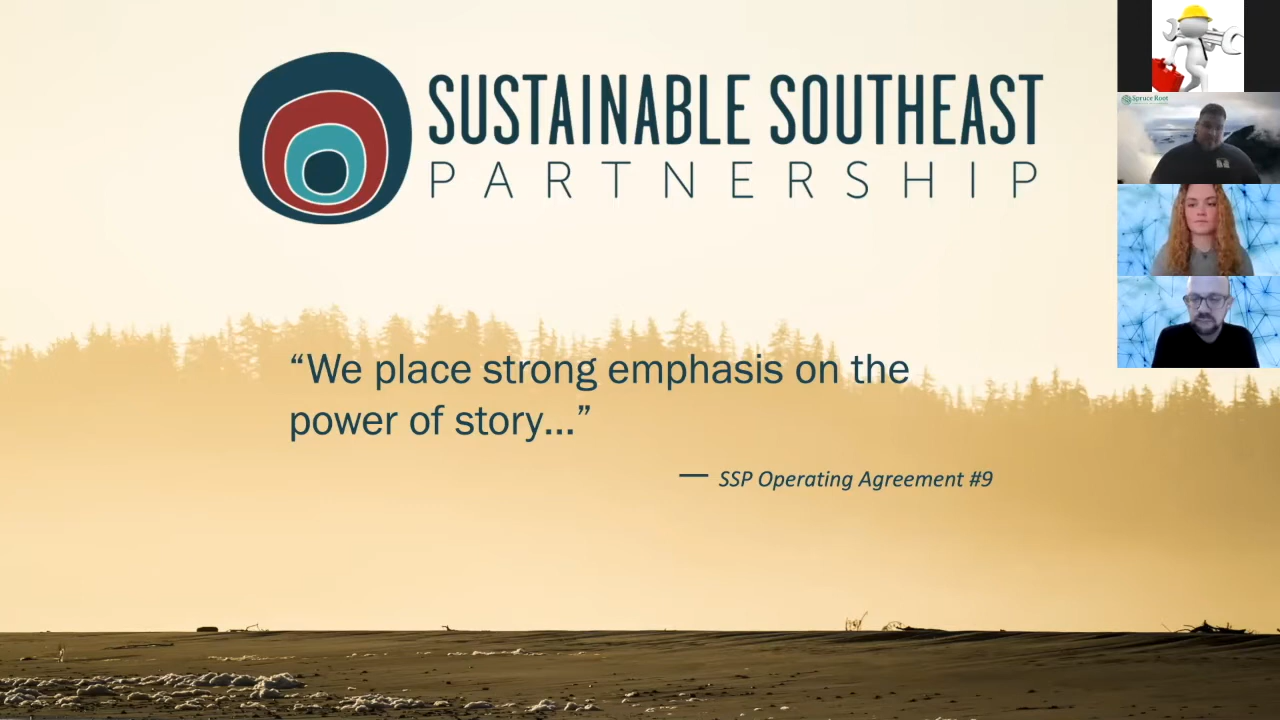 SUSTAINABLE SOUTHEAST
PARTNERSHIP
Spruce Root
“We place strong emphasis on the
power of story...”
— SSP Operating Agreement #9